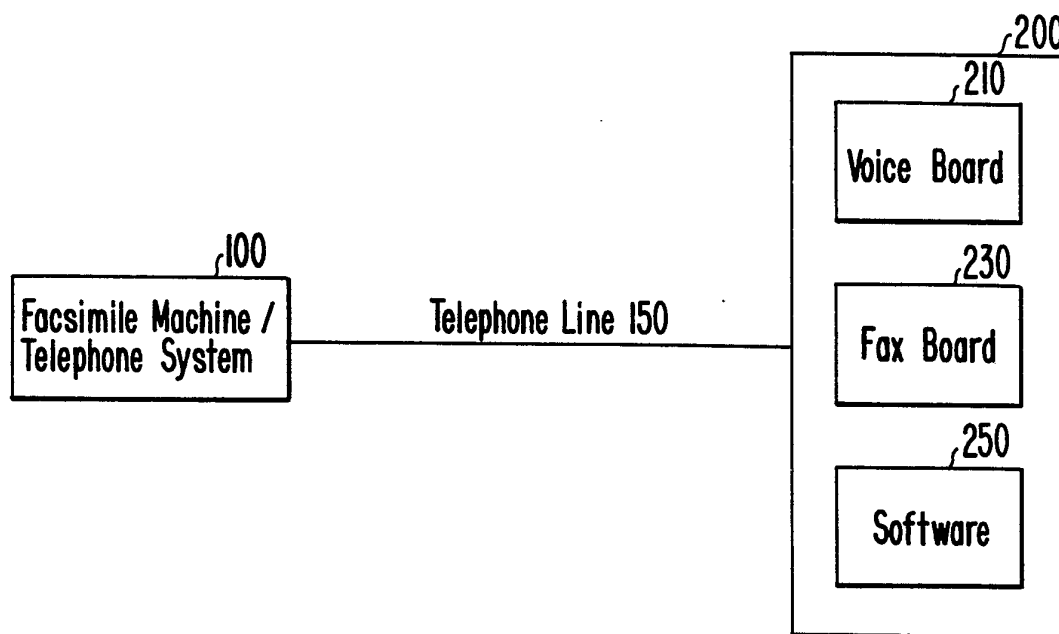 200
210
Voice Board
100
Facsimile Machine /
Telephone System
Telephone Line 150
230
Fax Board
250
Software